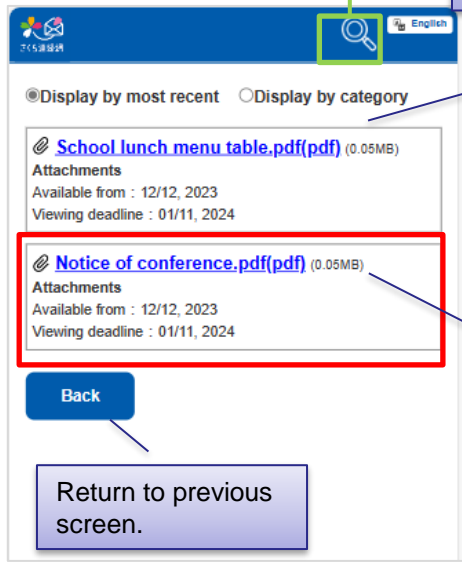 さくら連絡網
English
Display by most recent Display by category
School lunch menu table.pdf(pdf) (0.05MB)
Attachments
Available from : 12/12, 2023
Viewing deadline : 01/11, 2024
Notice of conference.pdf(pdf) (0.05MB)
Attachments
Available from : 12/12, 2023
Viewing deadline : 01/11, 2024
Back
Return to previous
screen.